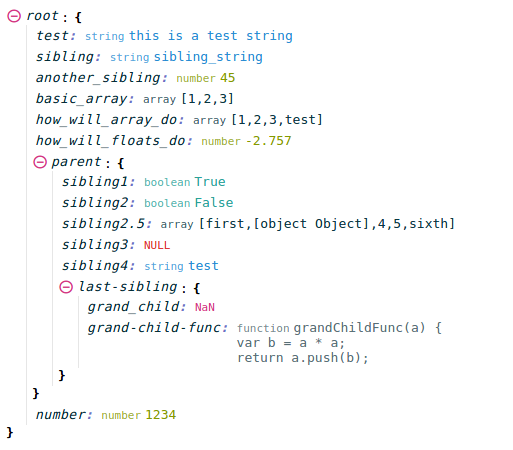 root : {
test: string this is a test string
sibling: string sibling_string
another_sibling: number 45
basic_array: array [1,2,3]
how_will_array_do: array [1,2,3,test]
how_will_floats_do: number -2.757
parent : {
sibling1: boolean True
sibling2: boolean False
sibling2.5: array [first,[object Object],4,5,sixth]
sibling3: NULL
sibling4: string test
last-sibling : {
grand_child: NaN
grand-child-func: function grandChildFunc(a) {
var b = a * a;
return a.push(b);
}
}
number: number 1234
}